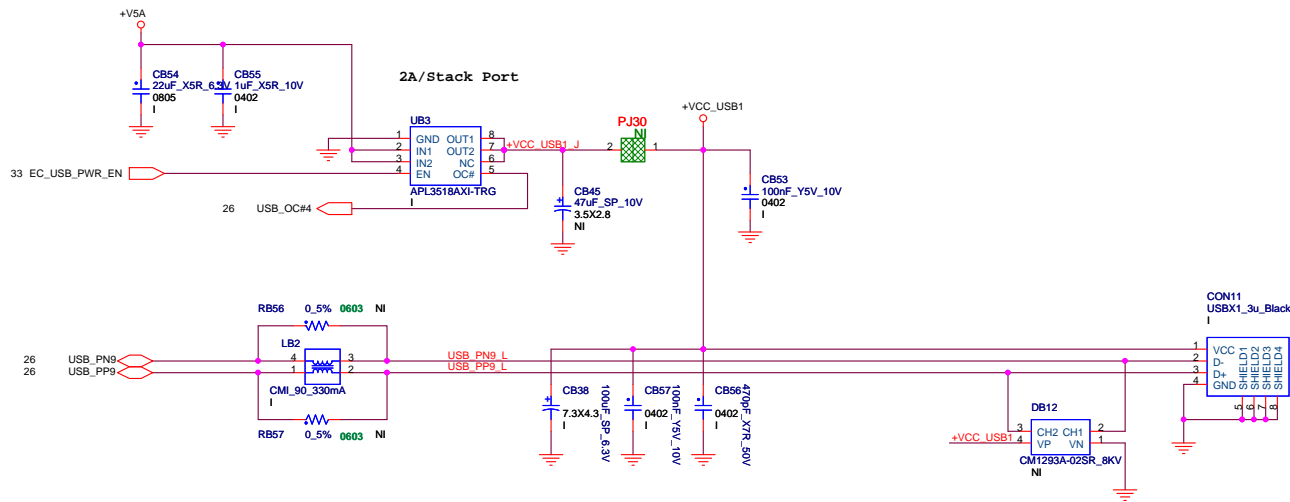 +V5A
CB54
22uF_X5R_6.3V
0805
I
CB55
1uF_X5R_10V
0402
I
2A/Stack Port
UB3
1 GND OUT1 8
2 IN1 OUT2 7
3 IN2 NC 6
4 EN OC# 5
APL3518AXI-TRG
I
33 EC_USB_PWR_EN
26 USB_OC#4
+VCC_USB1_J
PJ30
NI
2 1
+VCC_USB1
CB45
47uF_SP_10V
3.5X2.8
NI
CB53
100nF_Y5V_10V
0402
I
RB56 0_5% 0603 NI
LB2
4 3
1 2
CMI_90_330mA
I
RB57 0_5% 0603 NI
26 USB_PN9
26 USB_PP9
USB_PN9_L
USB_PP9_L
CB38
100uF_SP_6.3V
7.3X4.3
I
CB57
100nF_Y5V_10V
0402
I
CB56
470pF_X7R_50V
0402
I
CON11
USBX1_3u_Black
I
1 VCC
2 D-
3 D+
4 GND
SHIELD1
SHIELD2
SHIELD3
SHIELD4
5 6 7 8
DB12
3 CH2 CH1 2
4 VP VN 1
+VCC_USB1
CM1293A-02SR_8KV
NI